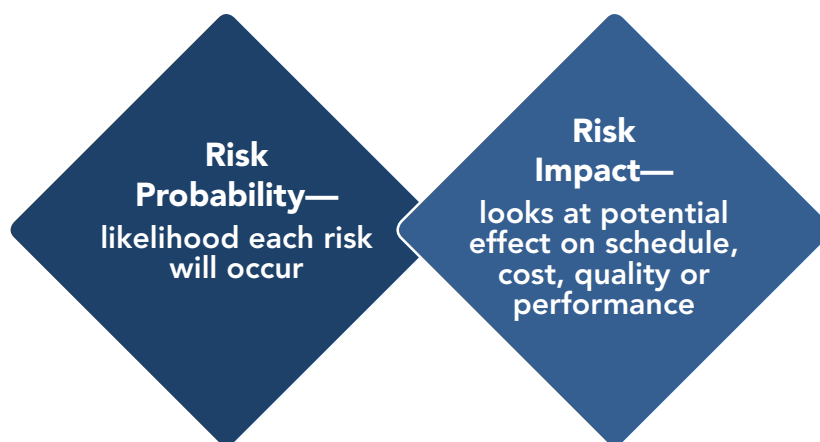 Risk
Probability—
likelihood each risk
will occur
Risk
Impact—
looks at potential
effect on schedule,
cost, quality or
performance